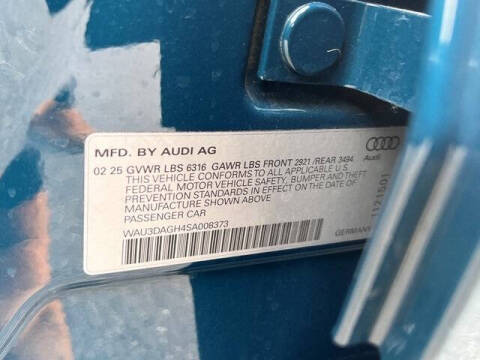 MFD. BY AUDI AG
02 25 GVWR LBS 6316 GAWR LBS FRONT 2921 /REAR 3494
THIS VEHICLE CONFORMS TO ALL APPLICABLE U.S.
FEDERAL MOTOR VEHICLE SAFETY, BUMPER AND THEFT
PREVENTION STANDARDS IN EFFECT ON THE DATE OF
MANUFACTURE SHOWN ABOVE
PASSENGER CAR
WAU3DAGH4SA008373
Audi
1121501
GERMANY